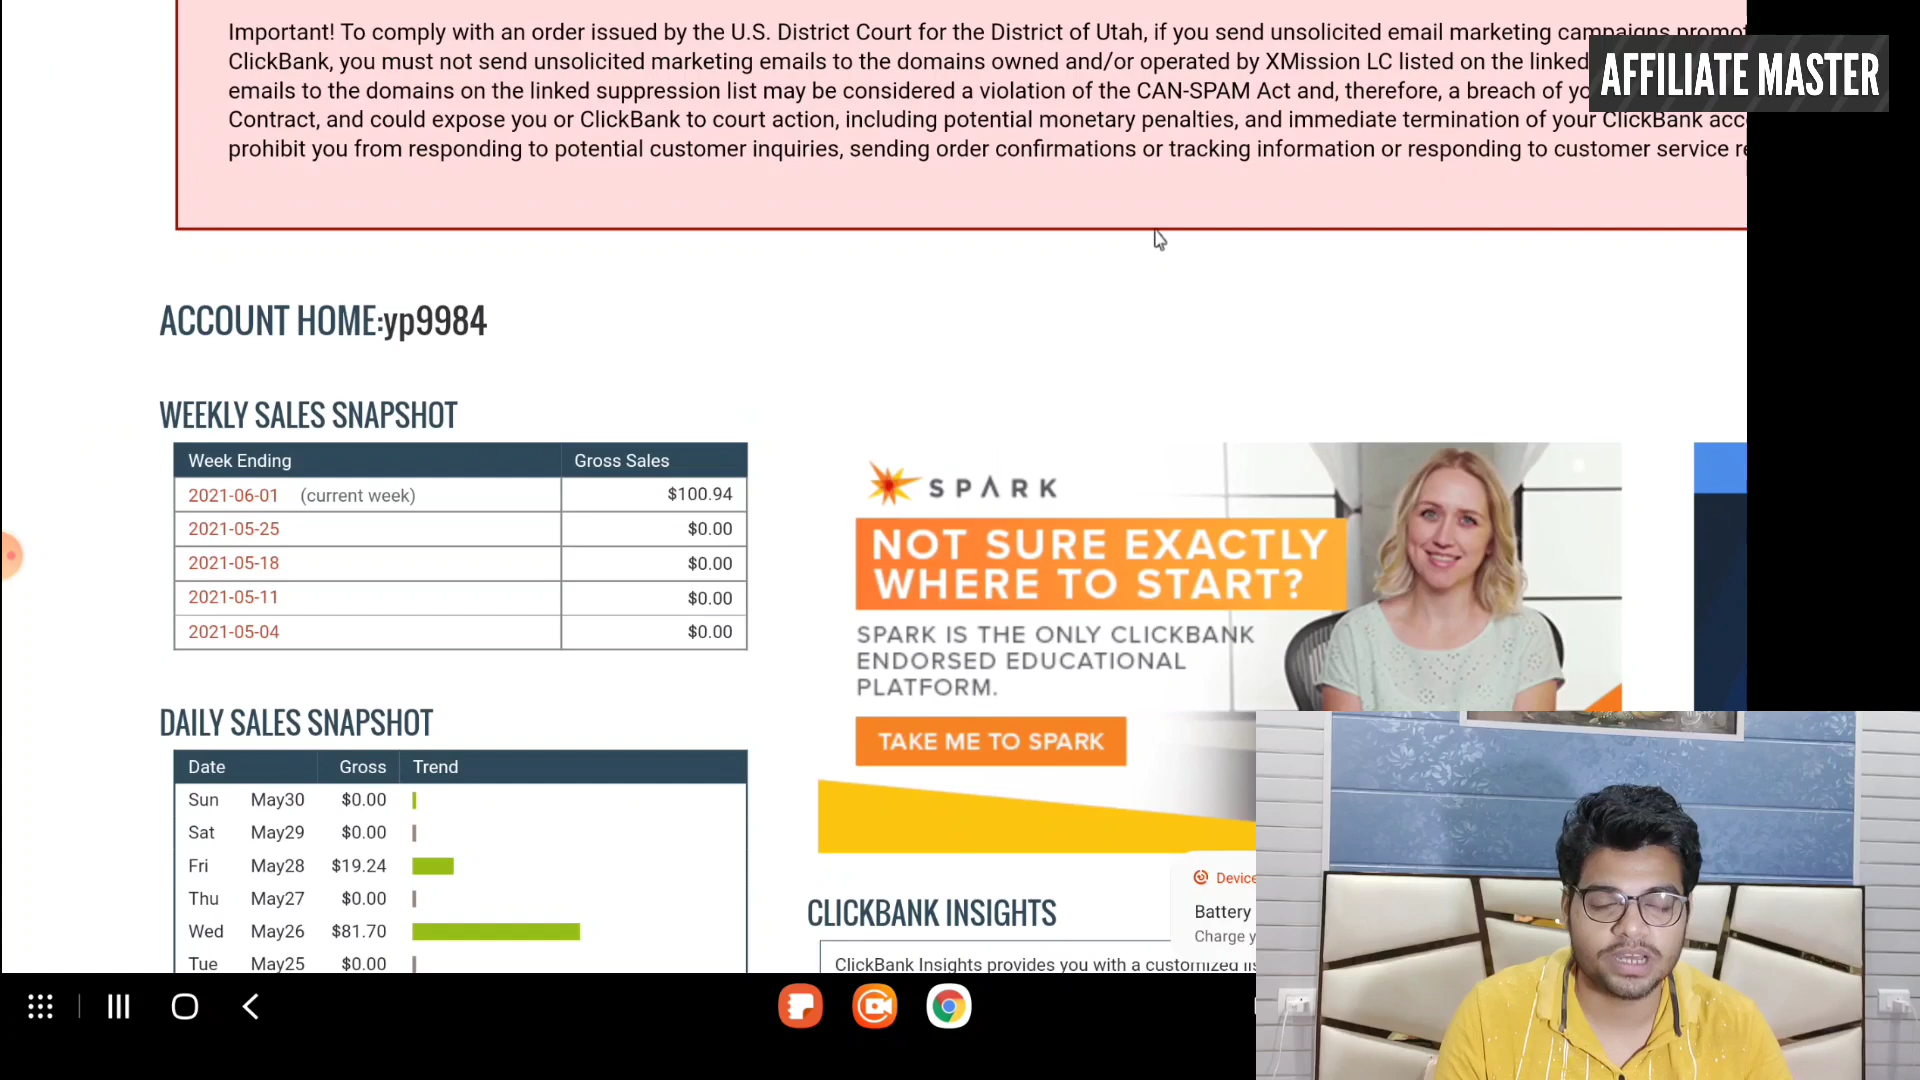 Important! To comply with an order issued by the U.S. District Court for the District of Utah, if you send unsolicited email marketing campaigns promot
ClickBank, you must not send unsolicited marketing emails to the domains owned and/or operated by XMission LC listed on the linked
emails to the domains on the linked suppression list may be considered a violation of the CAN-SPAM Act and, therefore, a breach of yo
Contract, and could expose you or ClickBank to court action, including potential monetary penalties, and immediate termination of your ClickBank acc
prohibit you from responding to potential customer inquiries, sending order confirmations or tracking information or responding to customer service re
AFFILIATE MASTER
ACCOUNT HOME:yp9984
WEEKLY SALES SNAPSHOT
Week Ending Gross Sales
2021-06-01 (current week) $100.94
2021-05-25 $0.00
2021-05-18 $0.00
2021-05-11 $0.00
2021-05-04 $0.00
SPARK
NOT SURE EXACTLY
WHERE TO START?
SPARK IS THE ONLY CLICKBANK
ENDORSED EDUCATIONAL
PLATFORM.
TAKE ME TO SPARK
DAILY SALES SNAPSHOT
Date Gross Trend
Sun May30 $0.00
Sat May29 $0.00
Fri May28 $19.24
Thu May27 $0.00
Wed May26 $81.70
Tue May25 $0.00
CLICKBANK INSIGHTS
ClickBank Insights provides you with a customized lis
Device
Battery
Charge y